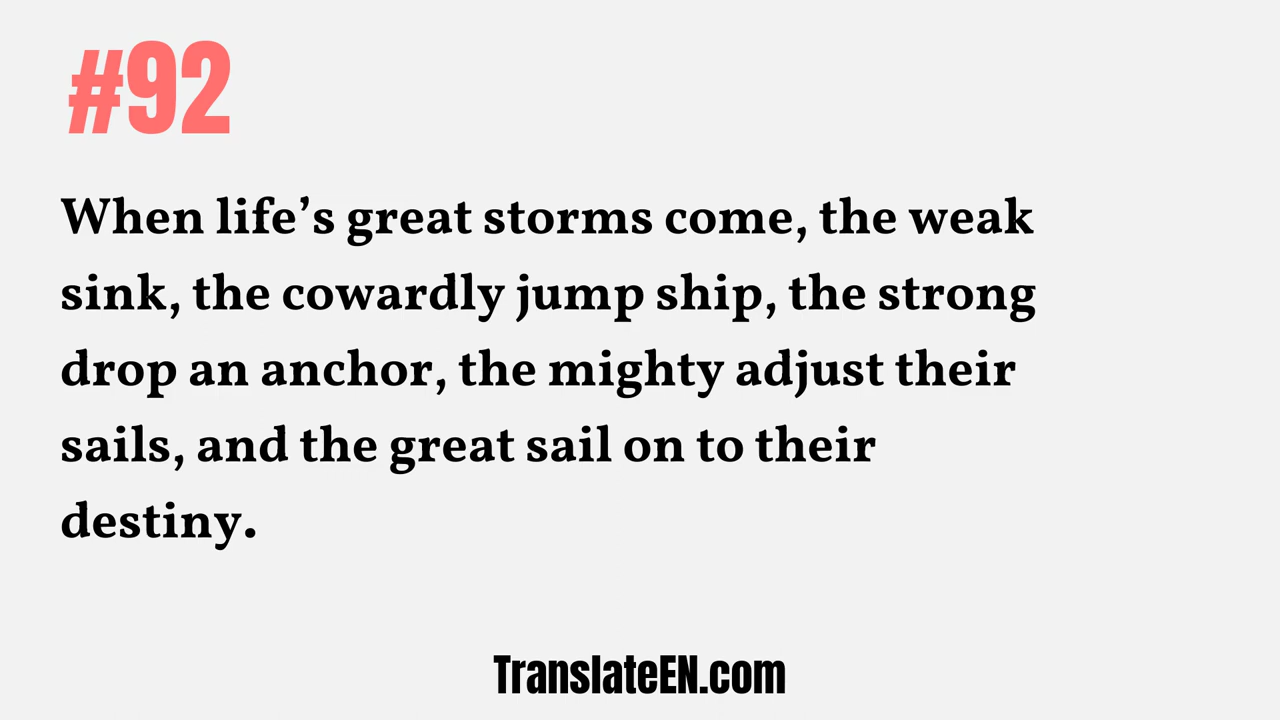 #92
When life’s great storms come, the weak
sink, the cowardly jump ship, the strong
drop an anchor, the mighty adjust their
sails, and the great sail on to their
destiny.
TranslateEN.com